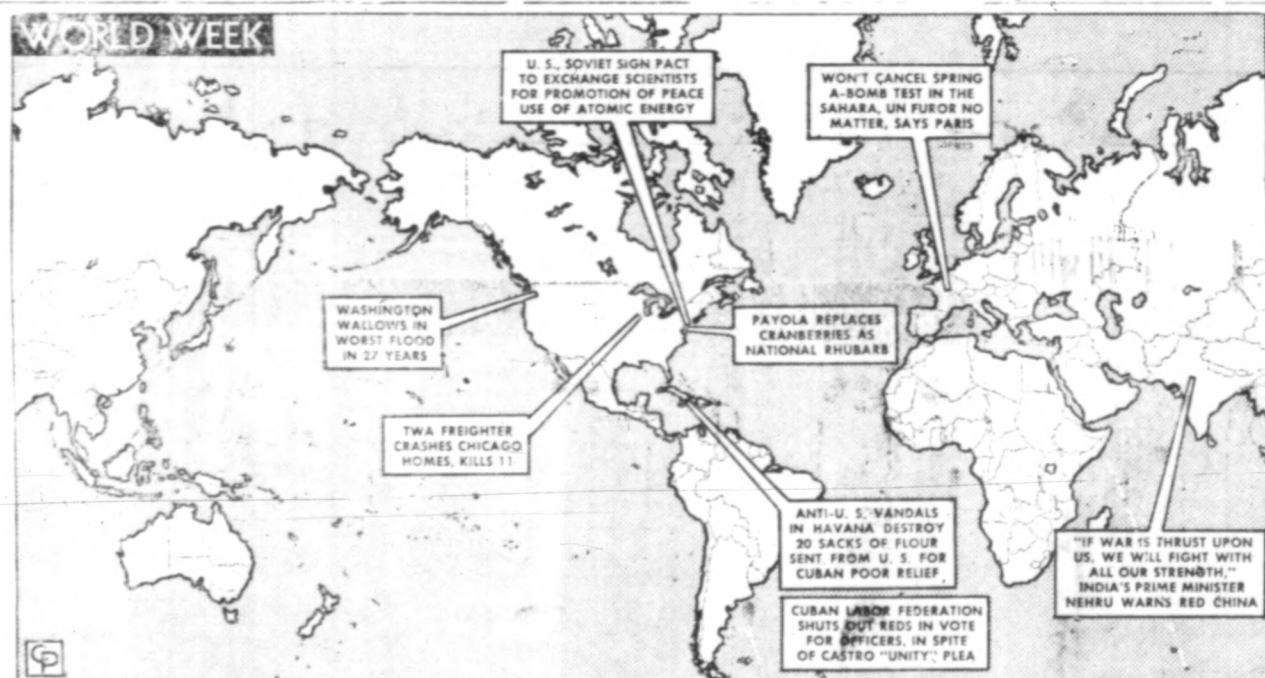 WORLD WEEK
U. S., SOVIET SIGN PACT
TO EXCHANGE SCIENTISTS
FOR PROMOTION OF PEACE
USE OF ATOMIC ENERGY
WON'T CANCEL SPRING
A-BOMB TEST IN THE
SAHARA, UN FUROR NO
MATTER, SAYS PARIS
WASHINGTON
WALLOWS IN
WORST FLOOD
IN 27 YEARS
PAYOLA REPLACES
CRANBERRIES AS
NATIONAL RHUBARB
TWA FREIGHTER
CRASHES CHICAGO
HOMES, KILLS 11
ANTI-U. S. VANDALS
IN HAVANA DESTROY
20 SACKS OF FLOUR
SENT FROM U. S. FOR
CUBAN POOR RELIEF
"IF WAR IS THRUST UPON
US, WE WILL FIGHT WITH
ALL OUR STRENGTH,"
INDIA'S PRIME MINISTER
NEHRU WARNS RED CHINA
CUBAN LABOR FEDERATION
SHUTS OUT REDS IN VOTE
FOR OFFICERS, IN SPITE
OF CASTRO "UNITY" PLEA
CP